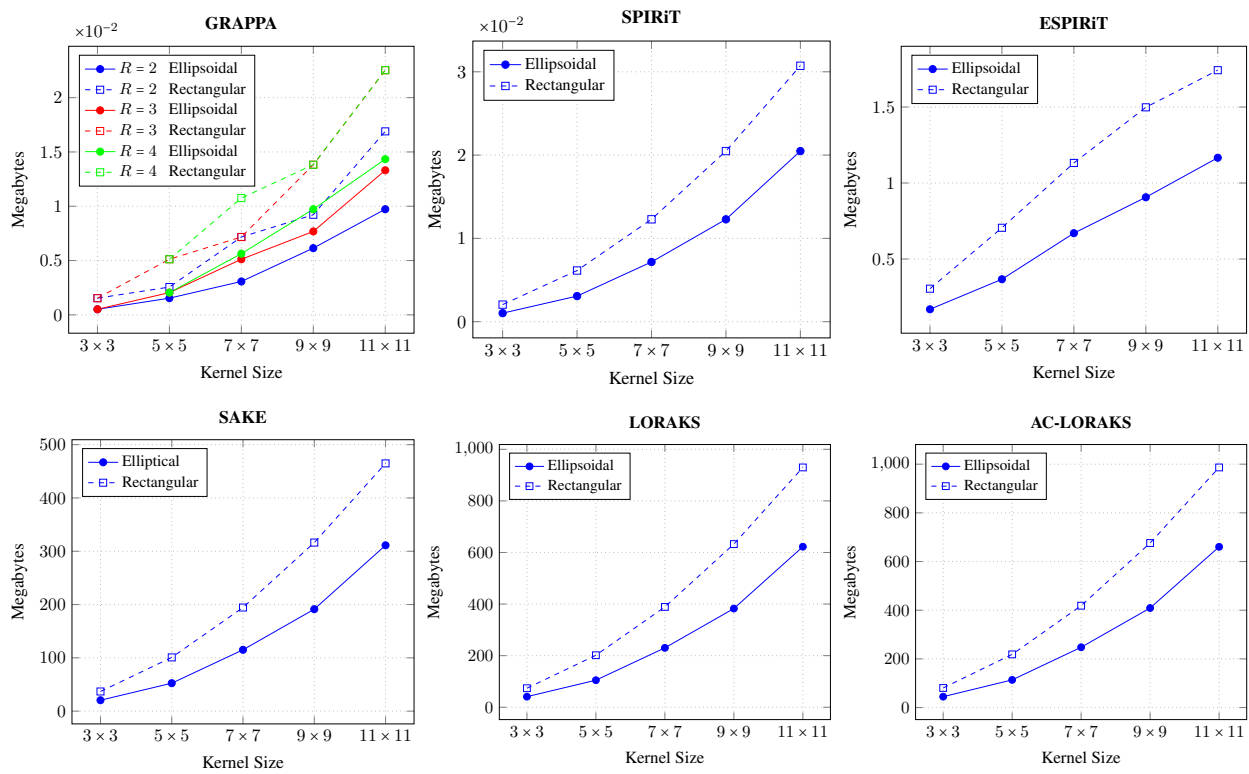 GRAPPA
×10−2
R = 2 Ellipsoidal
R = 2 Rectangular
R = 3 Ellipsoidal
R = 3 Rectangular
R = 4 Ellipsoidal
R = 4 Rectangular
Megabytes
2
1.5
1
0.5
0
3 × 3
5 × 5
7 × 7
9 × 9
11 × 11
Kernel Size
SPIRiT
×10−2
Ellipsoidal
Rectangular
Megabytes
3
2
1
0
3 × 3
5 × 5
7 × 7
9 × 9
11 × 11
Kernel Size
ESPIRiT
Ellipsoidal
Rectangular
Megabytes
1.5
1
0.5
3 × 3
5 × 5
7 × 7
9 × 9
11 × 11
Kernel Size
SAKE
Elliptical
Rectangular
Megabytes
500
400
300
200
100
0
3 × 3
5 × 5
7 × 7
9 × 9
11 × 11
Kernel Size
LORAKS
Ellipsoidal
Rectangular
Megabytes
1,000
800
600
400
200
0
3 × 3
5 × 5
7 × 7
9 × 9
11 × 11
Kernel Size
AC-LORAKS
Ellipsoidal
Rectangular
Megabytes
1,000
800
600
400
200
0
3 × 3
5 × 5
7 × 7
9 × 9
11 × 11
Kernel Size